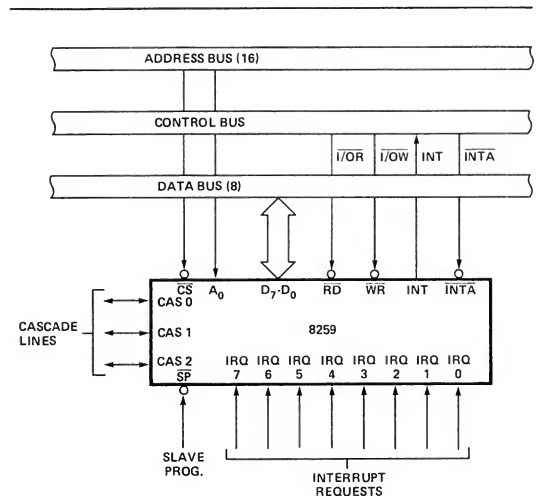 ADDRESS BUS (16)
CONTROL BUS
I/OR I/OW INT INTA
DATA BUS (8)
CS A0 D7-D0 RD WR INT INTA
CAS 0
CASCADE LINES
CAS 1
8259
CAS 2
IRQ 7 IRQ 6 IRQ 5 IRQ 4 IRQ 3 IRQ 2 IRQ 1 IRQ 0
SP
SLAVE PROG.
INTERRUPT REQUESTS